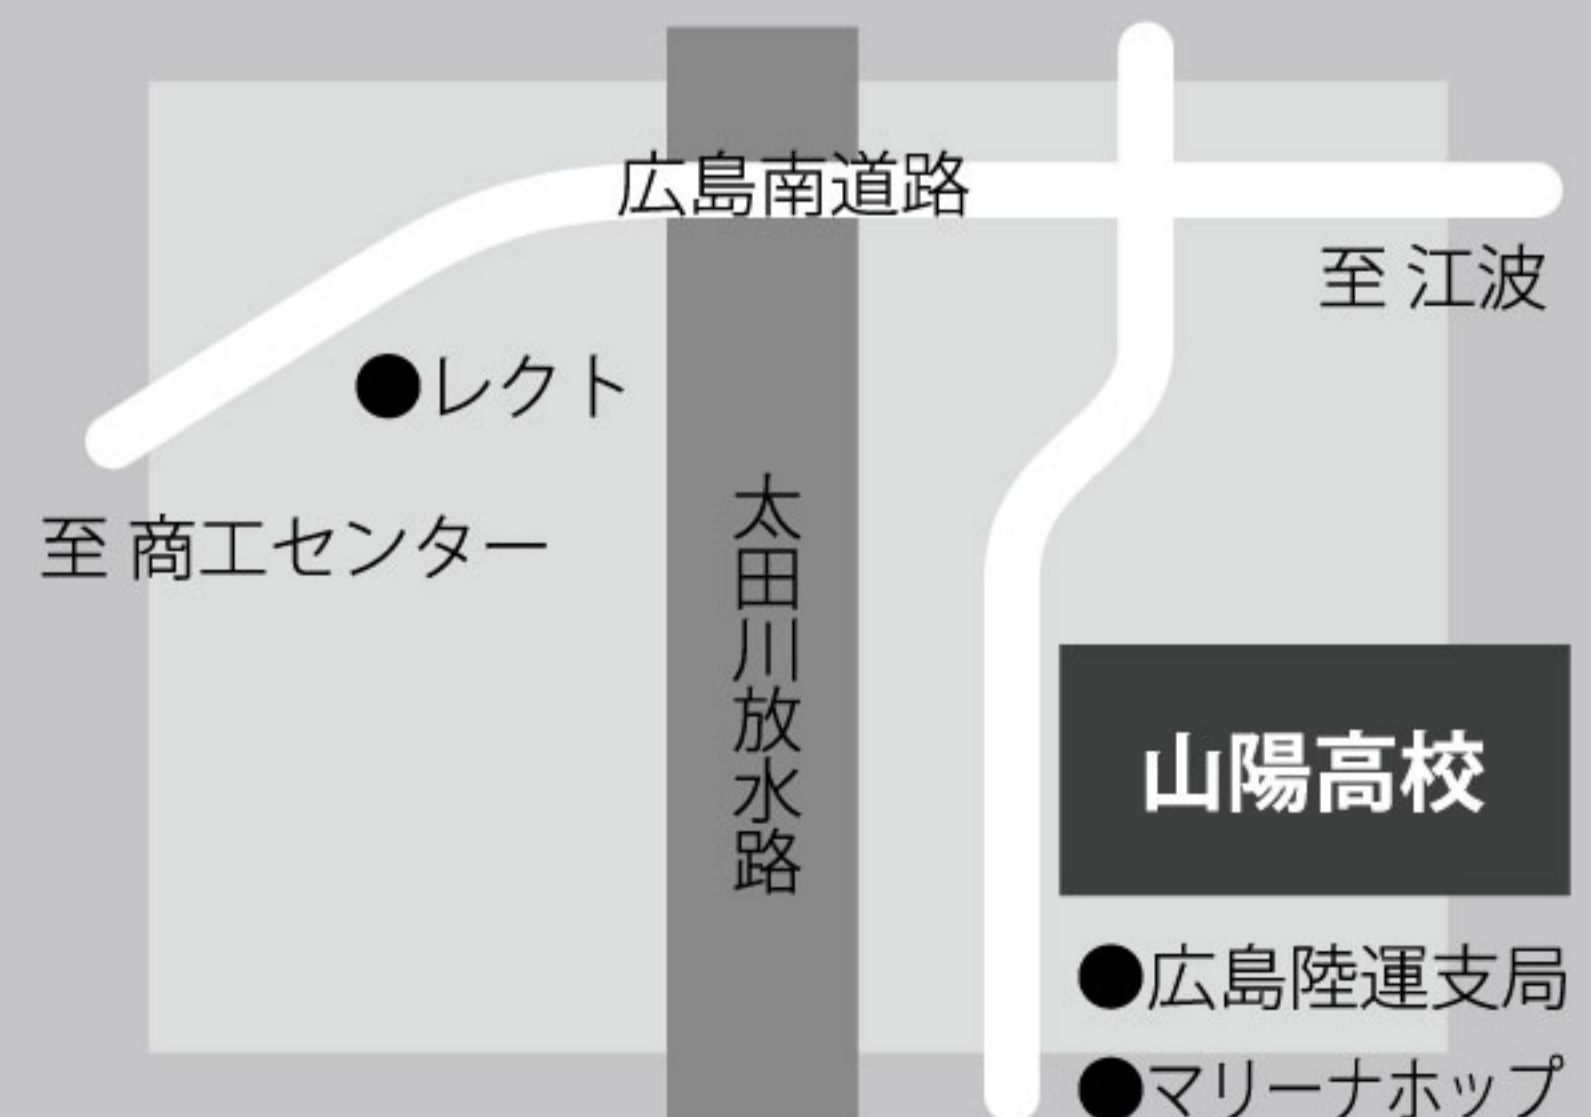 広島南道路
至 江波
●レクト
至 商工センター
太田川放水路
山陽高校
●広島陸運支局
●マリーナホップ